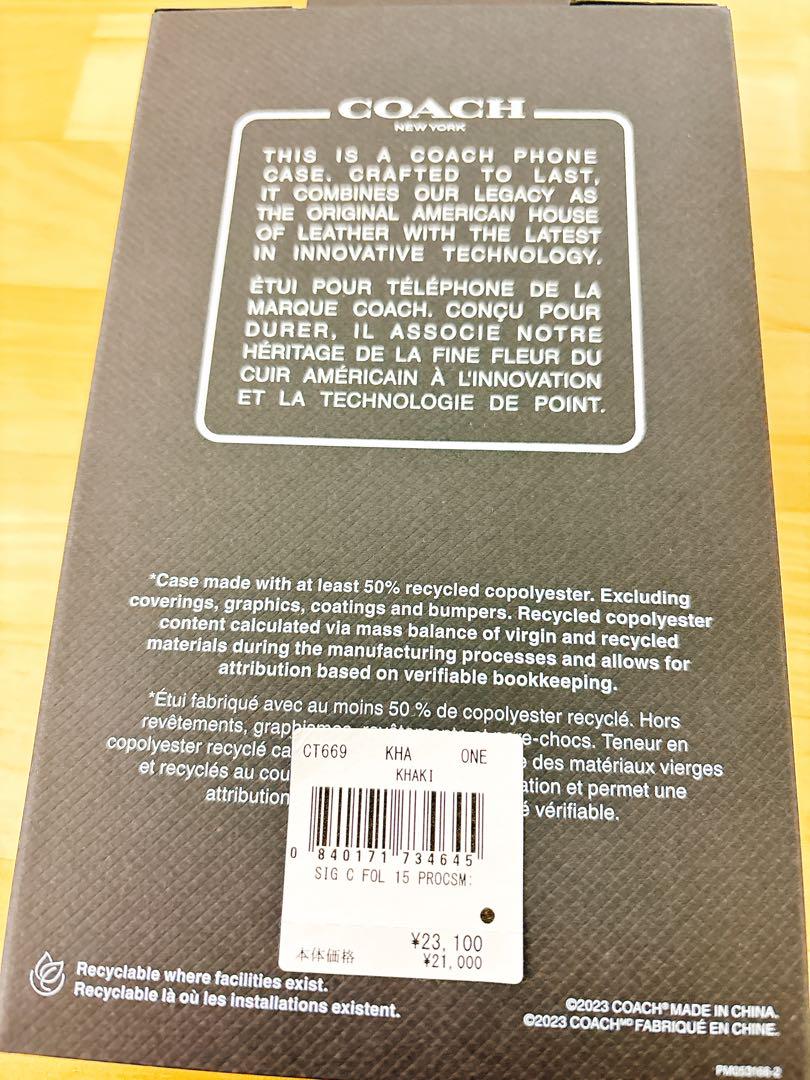 COACH
NEW YORK
THIS IS A COACH PHONE
CASE. CRAFTED TO LAST,
IT COMBINES OUR LEGACY AS
THE ORIGINAL AMERICAN HOUSE
OF LEATHER WITH THE LATEST
IN INNOVATIVE TECHNOLOGY.
ÉTUI POUR TÉLÉPHONE DE LA
MARQUE COACH. CONÇU POUR
DURER, IL ASSOCIE NOTRE
HÉRITAGE DE LA FINE FLEUR DU
CUIR AMÉRICAIN À L'INNOVATION
ET LA TECHNOLOGIE DE POINT.
*Case made with at least 50% recycled copolyester. Excluding
coverings, graphics, coatings and bumpers. Recycled copolyester
content calculated via mass balance of virgin and recycled
materials during the manufacturing processes and allows for
attribution based on verifiable bookkeeping.
*Étui fabriqué avec au moins 50 % de copolyester recyclé. Hors
revêtements, re-chocs. Teneur en
copolyester recyclé ca des matériaux vierges
et recyclés au cou ation et permet une
attribution é vérifiable.
CT669 KHA ONE
KHAKI
0 840171 734645
SIG C FOL 15 PROCSM:
¥23,100
本体価格 ¥21,000
Recyclable where facilities exist.
Recyclable là où les installations existent.
©2023 COACH® MADE IN CHINA.
©2023 COACHᴹᴰ FABRIQUÉ EN CHINE.